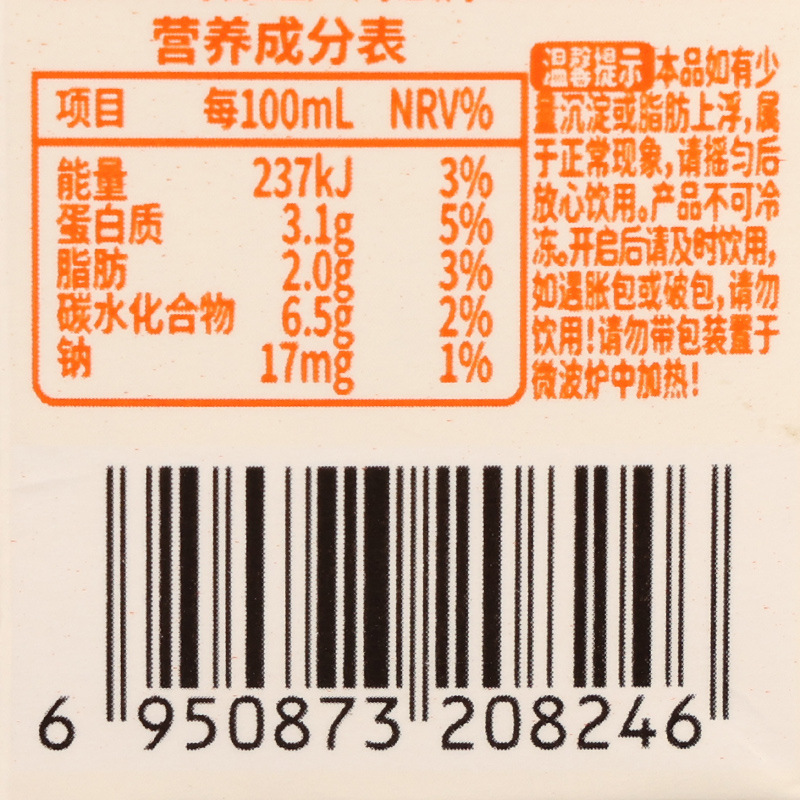 营养成分表
项目 每100mL NRV%
能量 237kJ 3%
蛋白质 3.1g 5%
脂肪 2.0g 3%
碳水化合物 6.5g 2%
钠 17mg 1%
温馨提示 本品如有少
量沉淀或脂肪上浮,属
于正常现象,请摇匀后
放心饮用。产品不可冷
冻。开启后请及时饮用,
如遇胀包或破包,请勿
饮用!请勿带包装置于
微波炉中加热!
6 950873 208246